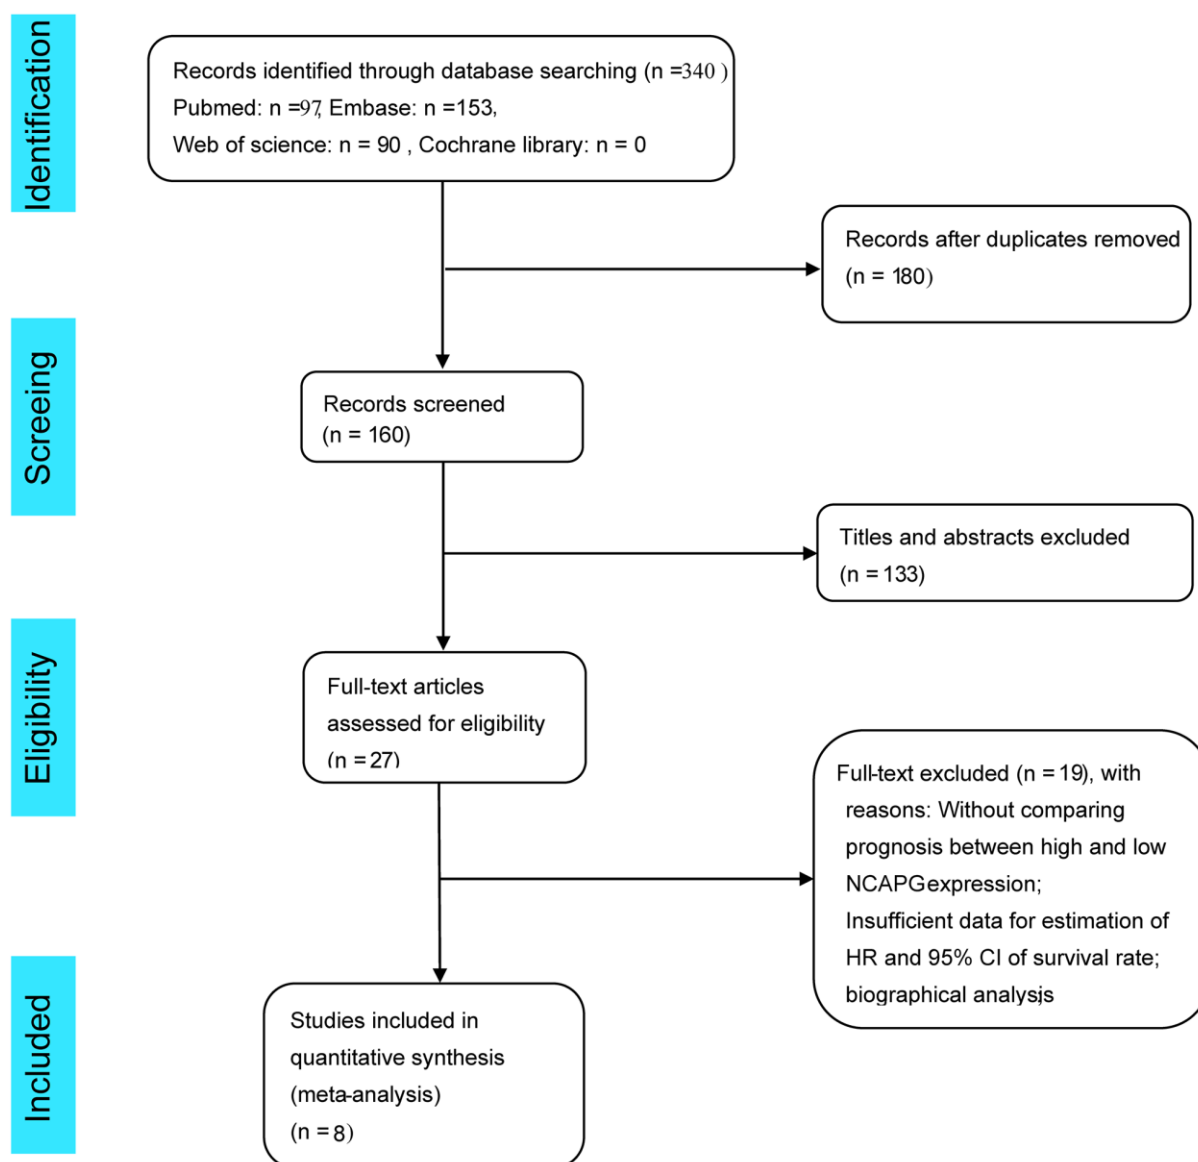 Identification
Records identified through database searching (n =340 )
Pubmed: n =97, Embase: n =153,
Web of science: n = 90 , Cochrane library: n = 0
Records after duplicates removed
(n = 180)
Screeing
Records screened
(n = 160)
Titles and abstracts excluded
(n = 133)
Eligibility
Full-text articles
assessed for eligibility
(n = 27)
Full-text excluded (n = 19), with
reasons: Without comparing
prognosis between high and low
NCAPG expression;
Insufficient data for estimation of
HR and 95% CI of survival rate;
biographical analysis;
Included
Studies included in
quantitative synthesis
(meta-analysis)
(n = 8)